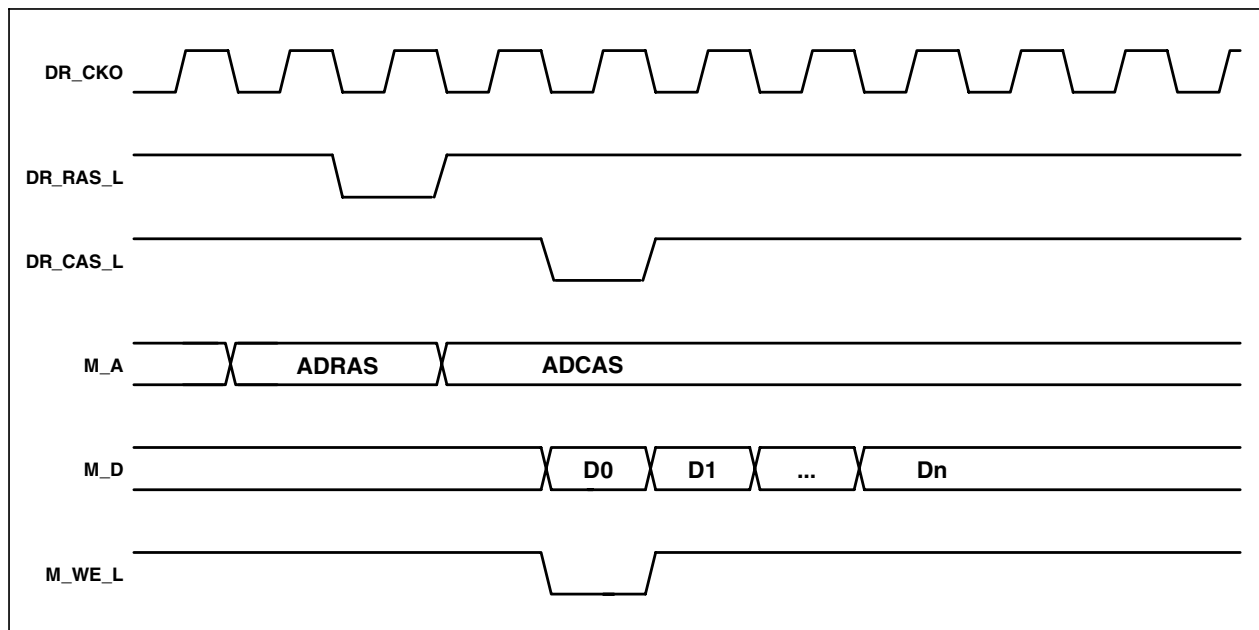 DR_CKO
DR_RAS_L
DR_CAS_L
M_A ADRAS ADCAS
M_D D0 D1 ... Dn
M_WE_L